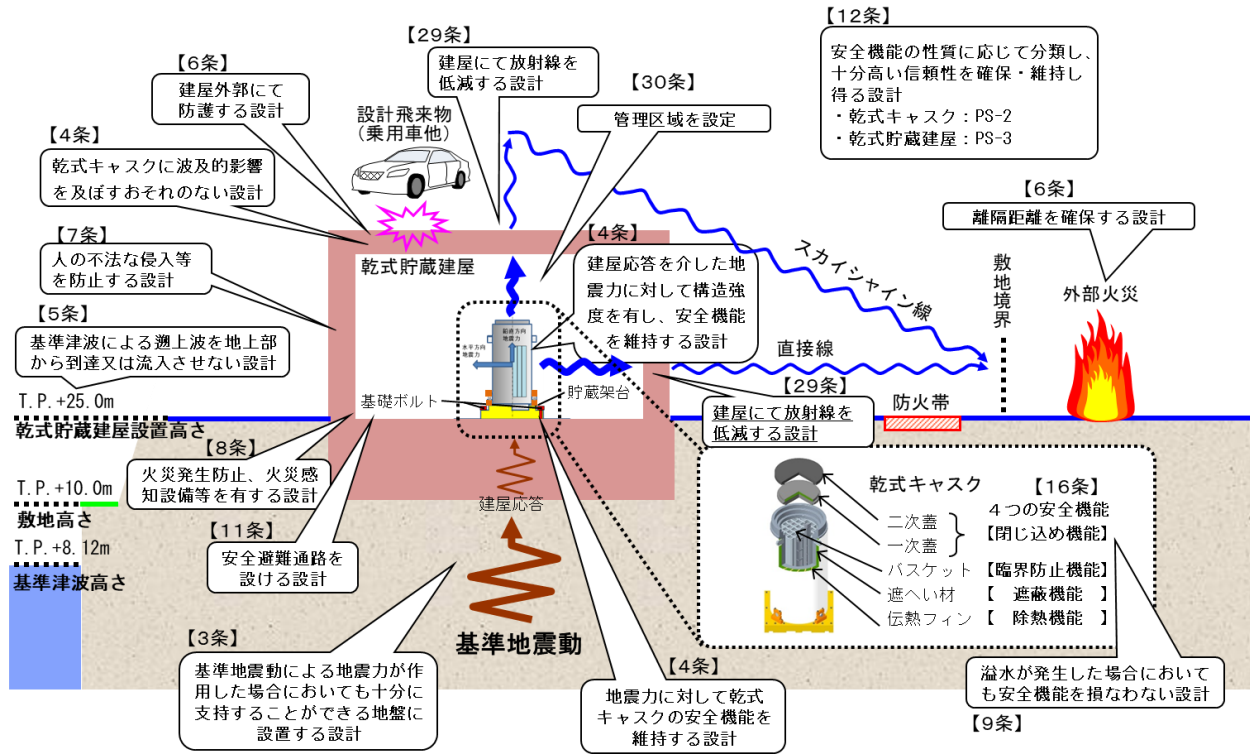 【12条】
安全機能の性質に応じて分類し、
十分高い信頼性を確保・維持し
得る設計
・乾式キャスク：PS-2
・乾式貯蔵建屋：PS-3
【29条】
建屋にて放射線を
低減する設計
【6条】
建屋外郭にて
防護する設計
設計飛来物
（乗用車他）
【30条】
管理区域を設定
【4条】
乾式キャスクに波及的影響
を及ぼすおそれのない設計
【6条】
離隔距離を確保する設計
【7条】
人の不法な侵入等
を防止する設計
乾式貯蔵建屋
【4条】
建屋応答を介した地
震力に対して構造強
度を有し、安全機能
を維持する設計
スカイシャイン線
敷地境界
外部火災
【5条】
基準津波による遡上波を地上部
から到達又は流入させない設計
鉛直方向
地震力
水平方向
地震力
直接線
【29条】
建屋にて放射線を
低減する設計
T.P.+25.0m
乾式貯蔵建屋設置高さ
基礎ボルト
貯蔵架台
防火帯
【8条】
火災発生防止、火災感
知設備等を有する設計
T.P.+10.0m
敷地高さ
建屋応答
【11条】
安全避難通路を
設ける設計
T.P.+8.12m
基準津波高さ
乾式キャスク
【16条】
４つの安全機能
二次蓋
一次蓋
【閉じ込め機能】
バスケット
【臨界防止機能】
遮へい材
【　遮蔽機能　】
伝熱フィン
【　除熱機能　】
基準地震動
【3条】
基準地震動による地震力が作
用した場合においても十分に
支持することができる地盤に
設置する設計
【4条】
地震力に対して乾式
キャスクの安全機能を
維持する設計
溢水が発生した場合において
も安全機能を損なわない設計
【9条】